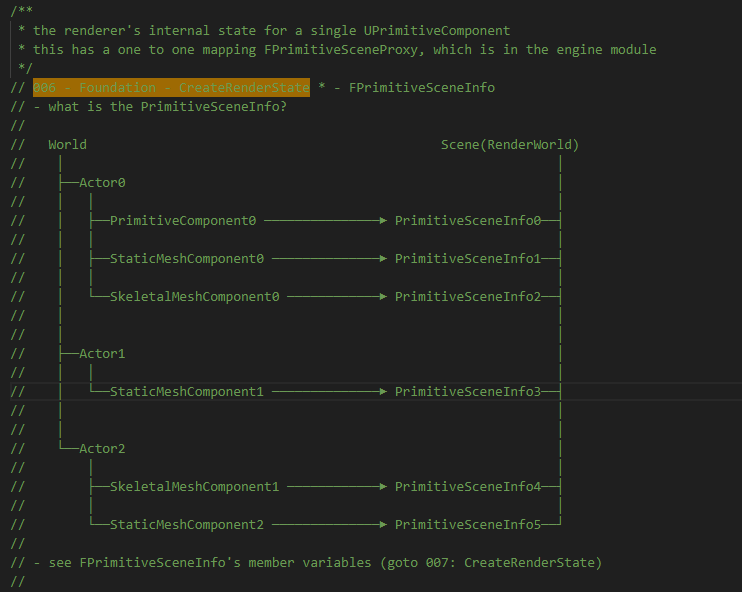 /**
 * the renderer's internal state for a single UPrimitiveComponent
 * this has a one to one mapping FPrimitiveSceneProxy, which is in the engine module
 */
// 006 - Foundation - CreateRenderState * - FPrimitiveSceneInfo
// - what is the PrimitiveSceneInfo?
//
//   World                                              Scene(RenderWorld)
//    │                                                                │
//    ├──Actor0                                                        │
//    │   │                                                            │
//    │   ├──PrimitiveComponent0 ───────────────► PrimitiveSceneInfo0──┤
//    │   │                                                            │
//    │   ├──StaticMeshComponent0 ──────────────► PrimitiveSceneInfo1──┤
//    │   │                                                            │
//    │   └──SkeletalMeshComponent0 ────────────► PrimitiveSceneInfo2──┤
//    │                                                                │
//    │                                                                │
//    ├──Actor1                                                        │
//    │   │                                                            │
//    │   └──StaticMeshComponent1 ──────────────► PrimitiveSceneInfo3──┤
//    │                                                                │
//    │                                                                │
//    └──Actor2                                                        │
//        │                                                            │
//        ├──SkeletalMeshComponent1 ────────────► PrimitiveSceneInfo4──┤
//        │                                                            │
//        └──StaticMeshComponent2 ──────────────► PrimitiveSceneInfo5──┘
//
// - see FPrimitiveSceneInfo's member variables (goto 007: CreateRenderState)
//